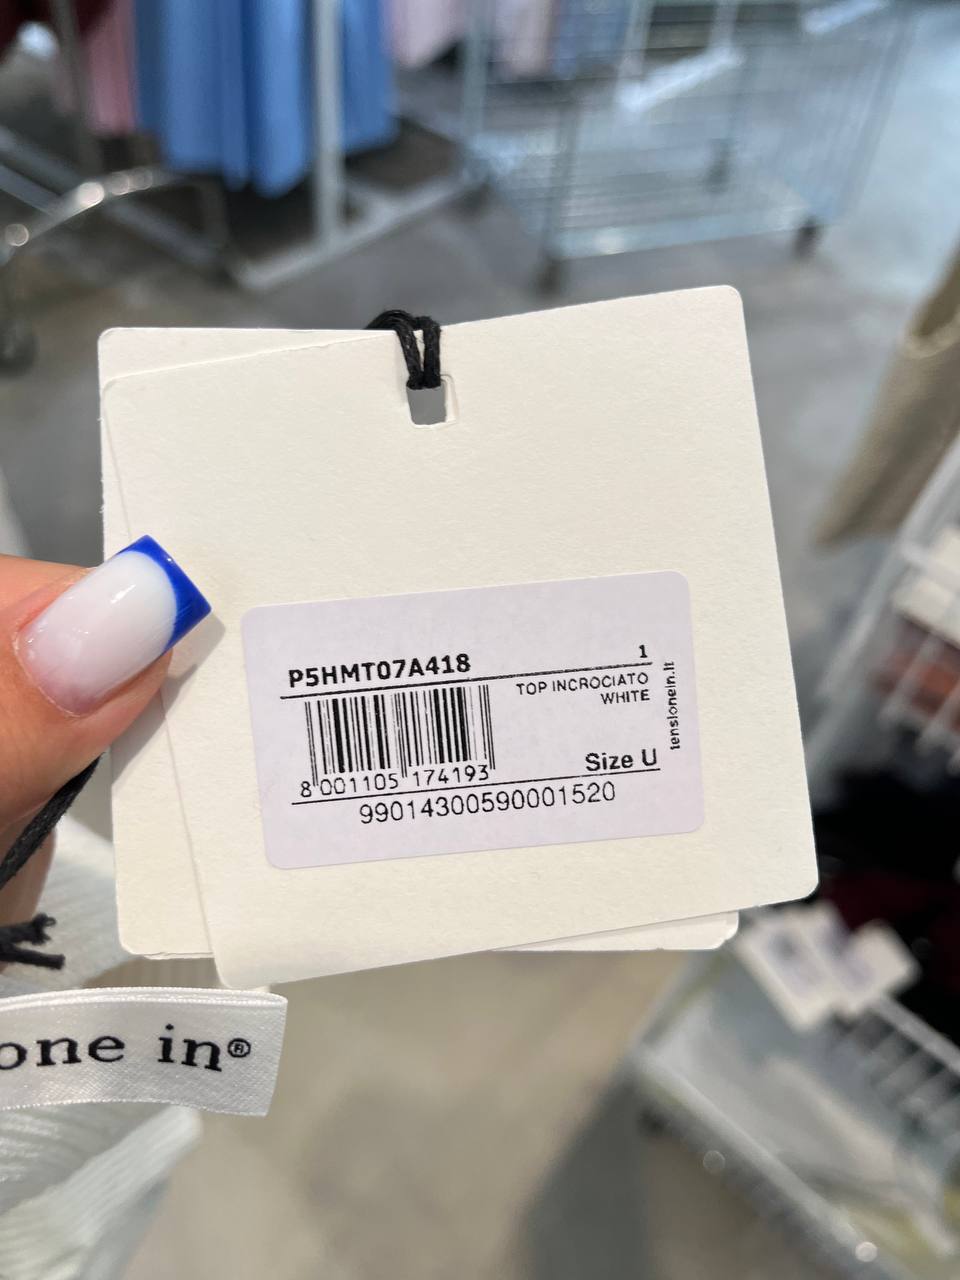 P5HMT07A418
1
TOP INCROCIATO
WHITE
tensionein.it
Size U
8 001105 174193
99014300590001520
one in®